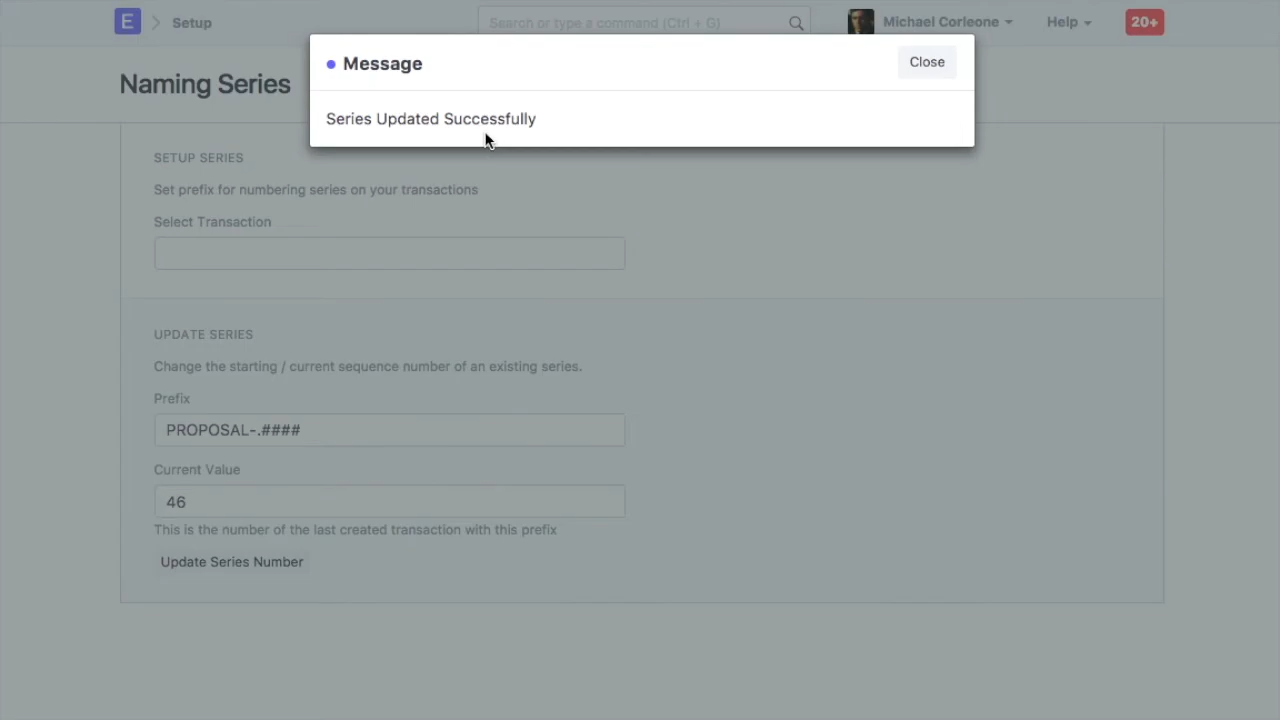 E Setup Search or type a command (Ctrl + G) Michael Corleone Help 20+
Naming Series
Message Close
Series Updated Successfully
SETUP SERIES
Set prefix for numbering series on your transactions
Select Transaction
UPDATE SERIES
Change the starting / current sequence number of an existing series.
Prefix
PROPOSAL-.####
Current Value
46
This is the number of the last created transaction with this prefix
Update Series Number